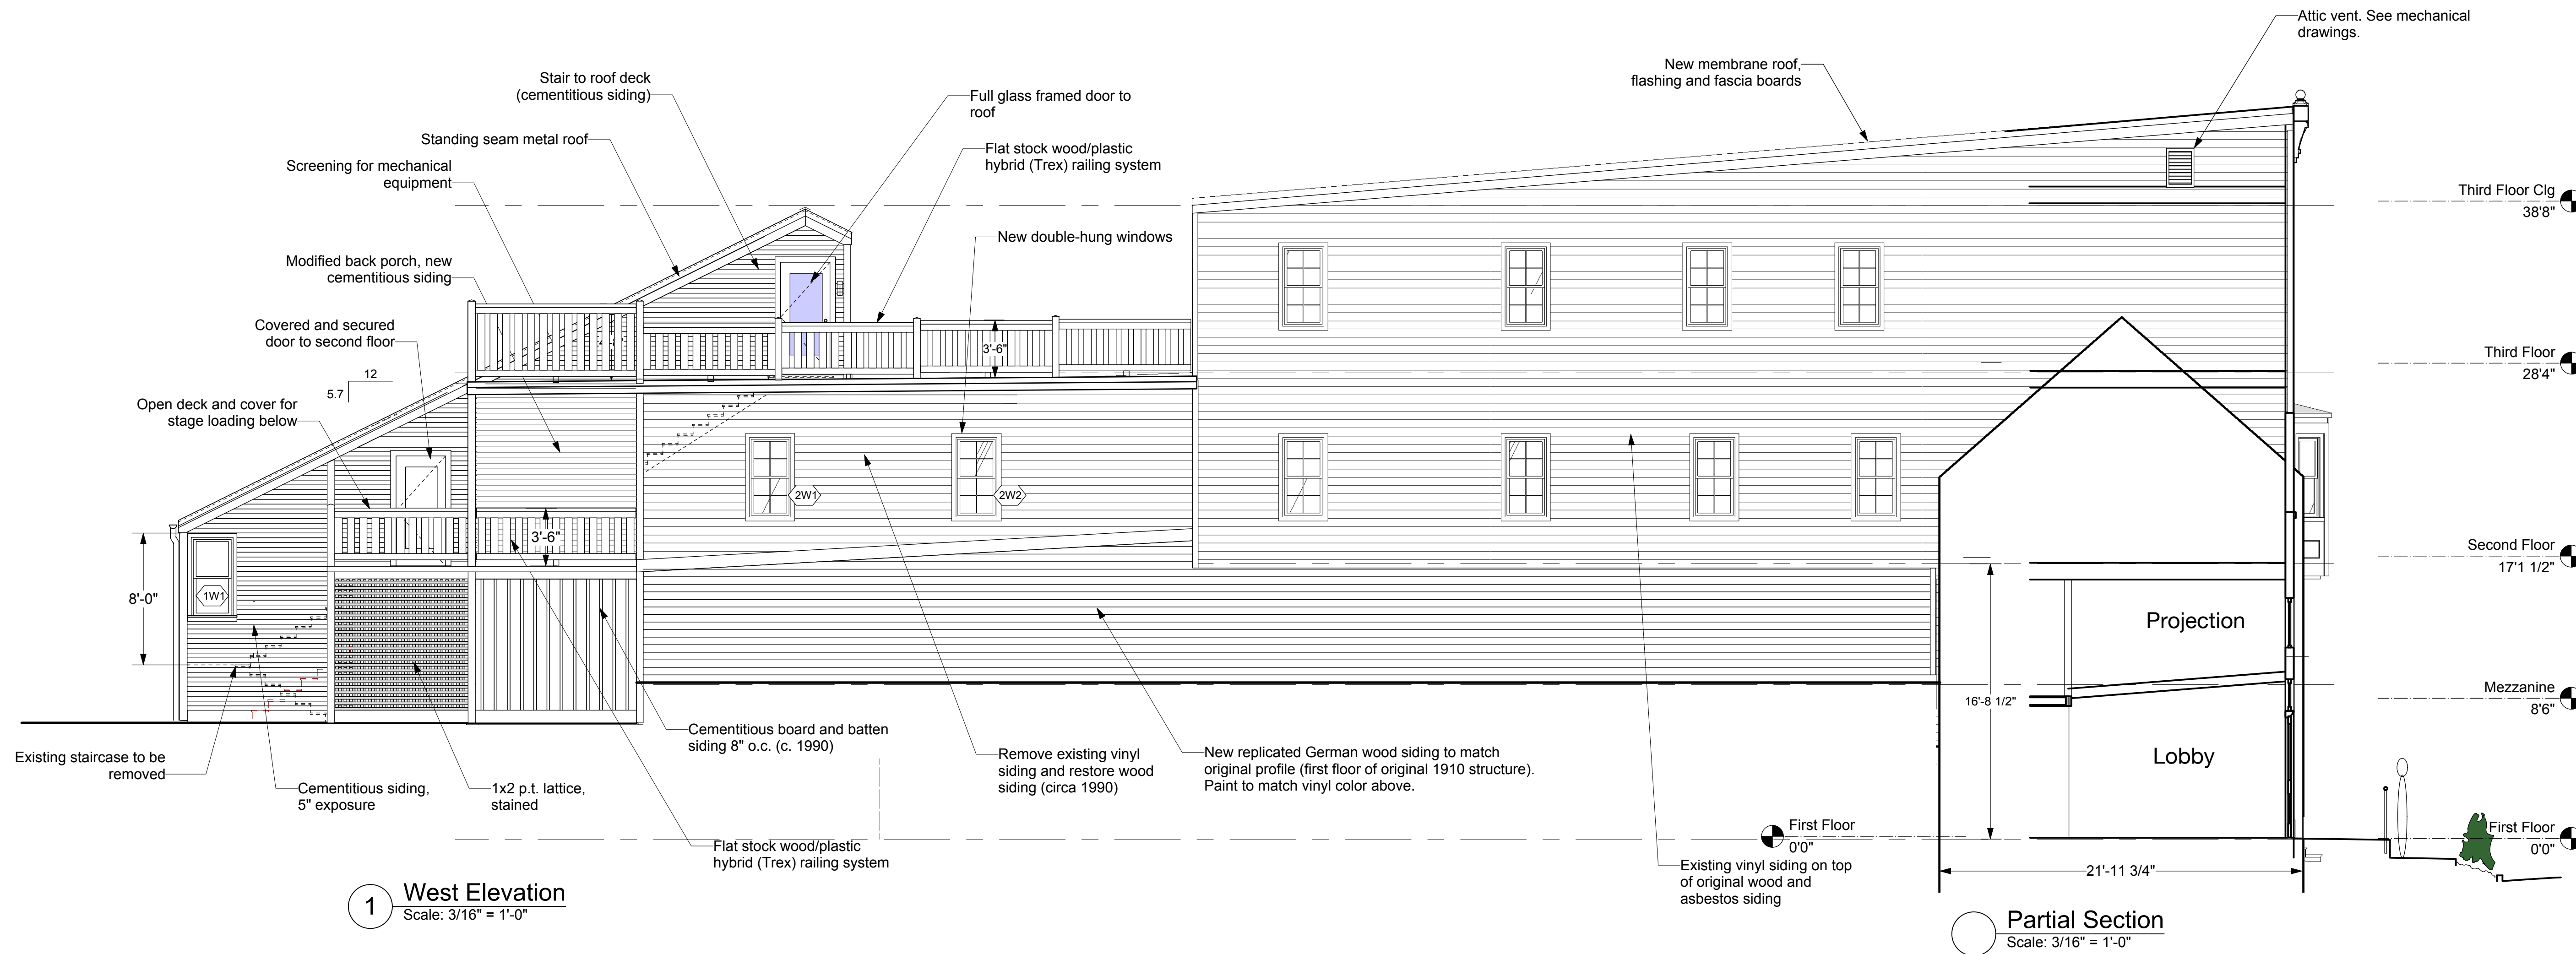 Attic vent. See mechanical
drawings.
New membrane roof,
flashing and fascia boards
Stair to roof deck
(cementitious siding)
Full glass framed door to
roof
Standing seam metal roof
Flat stock wood/plastic
hybrid (Trex) railing system
Screening for mechanical
equipment
Third Floor Clg
38'8"
New double-hung windows
Modified back porch, new
cementitious siding
Covered and secured
door to second floor
3'-6"
Third Floor
28'4"
12
5.7
Open deck and cover for
stage loading below
2W1
2W2
3'-6"
Second Floor
17'1 1/2"
8'-0"
1W1
Projection
Mezzanine
8'6"
16'-8 1/2"
Cementitious board and batten
siding 8" o.c. (c. 1990)
Remove existing vinyl
siding and restore wood
siding (circa 1990)
New replicated German wood siding to match
original profile (first floor of original 1910 structure).
Paint to match vinyl color above.
Lobby
Existing staircase to be
removed
Cementitious siding,
5" exposure
1x2 p.t. lattice,
stained
First Floor
0'0"
First Floor
0'0"
Flat stock wood/plastic
hybrid (Trex) railing system
Existing vinyl siding on top
of original wood and
asbestos siding
21'-11 3/4"
1
West Elevation
Scale: 3/16" = 1'-0"
Partial Section
Scale: 3/16" = 1'-0"